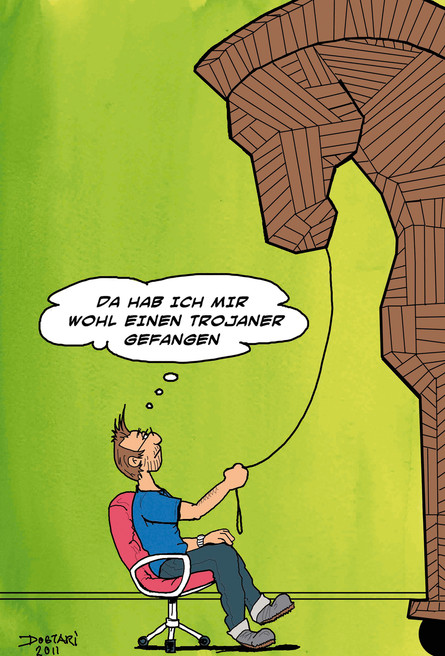 DA HAB ICH MIR
WOHL EINEN TROJANER
GEFANGEN
DOGTARI
2011